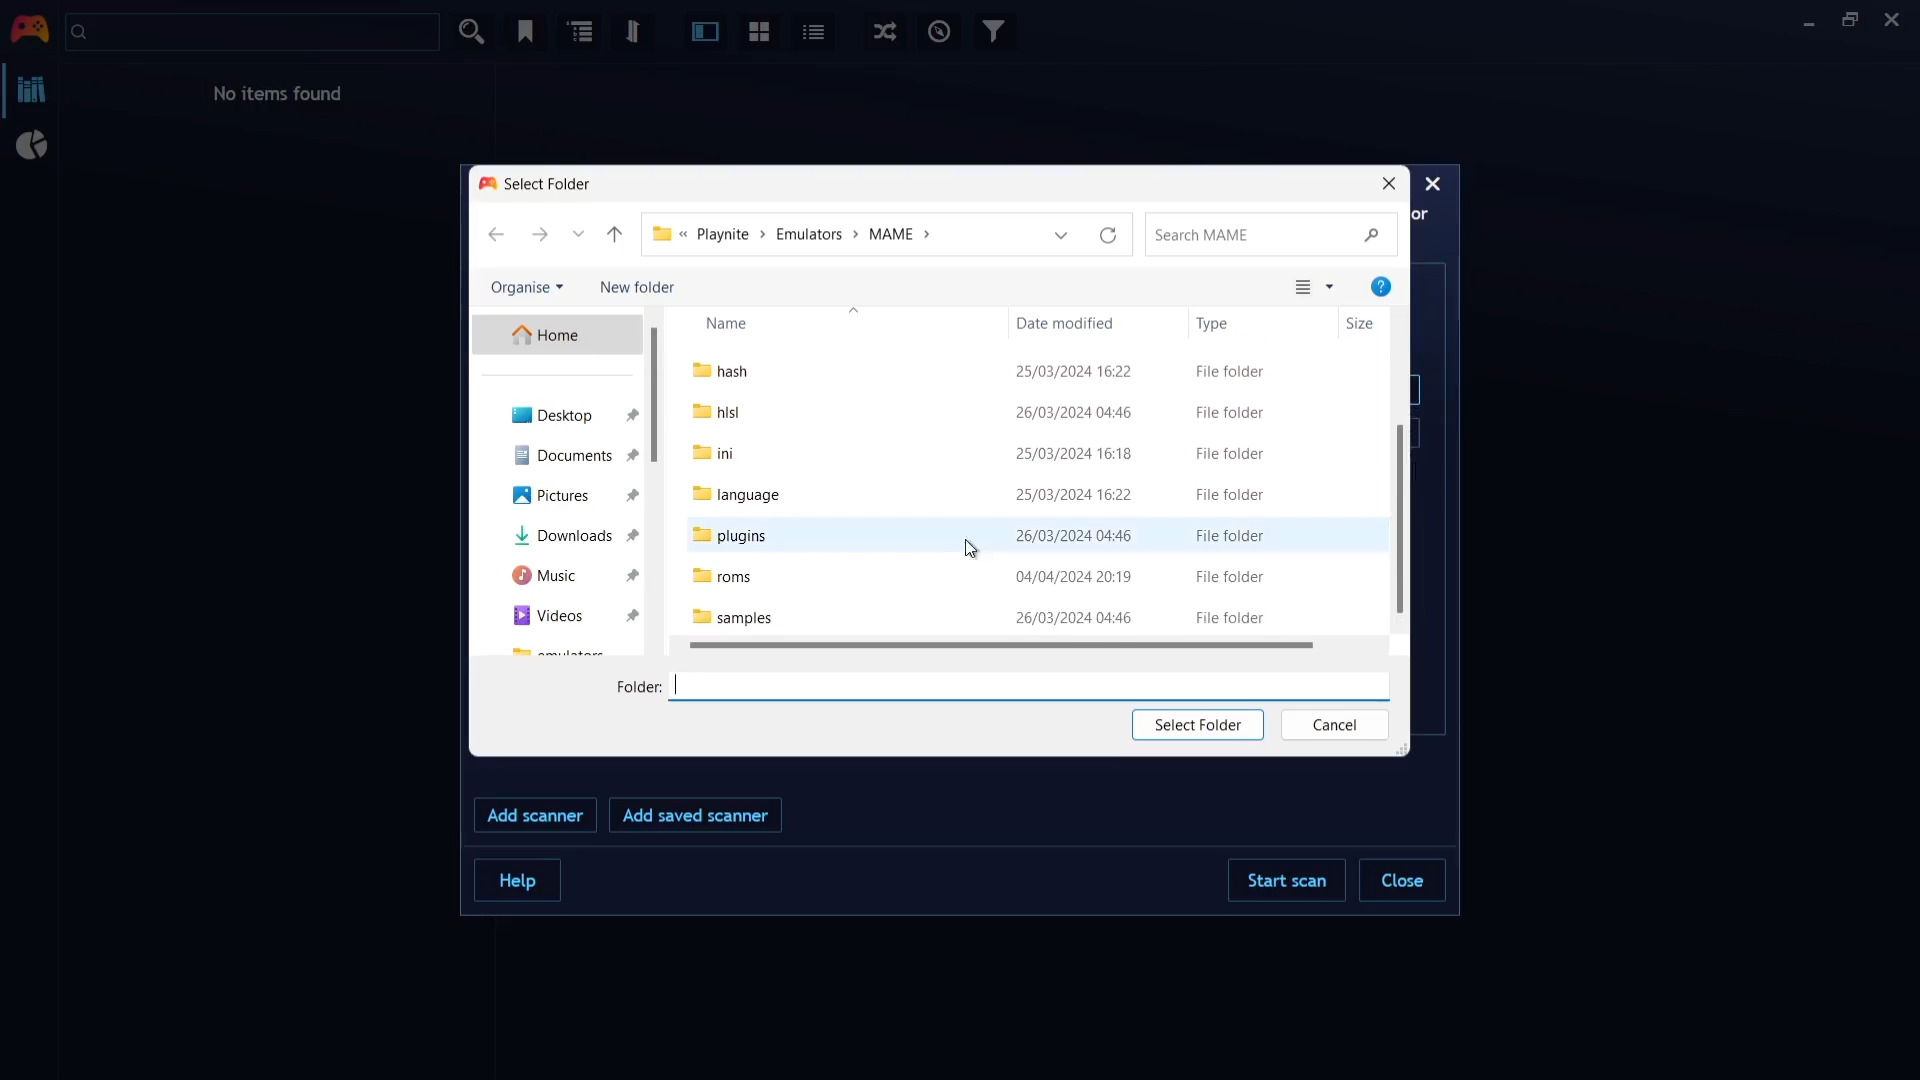 No items found
Select Folder
or
« Playnite > Emulators > MAME >
Search MAME
Organise
New folder
Name
Date modified
Type
Size
Home
Desktop
Documents
Pictures
Downloads
Music
Videos
emulators
hash 25/03/2024 16:22 File folder
hlsl 26/03/2024 04:46 File folder
ini 25/03/2024 16:18 File folder
language 25/03/2024 16:22 File folder
plugins 26/03/2024 04:46 File folder
roms 04/04/2024 20:19 File folder
samples 26/03/2024 04:46 File folder
Folder:
Select Folder
Cancel
Add scanner
Add saved scanner
Help
Start scan
Close